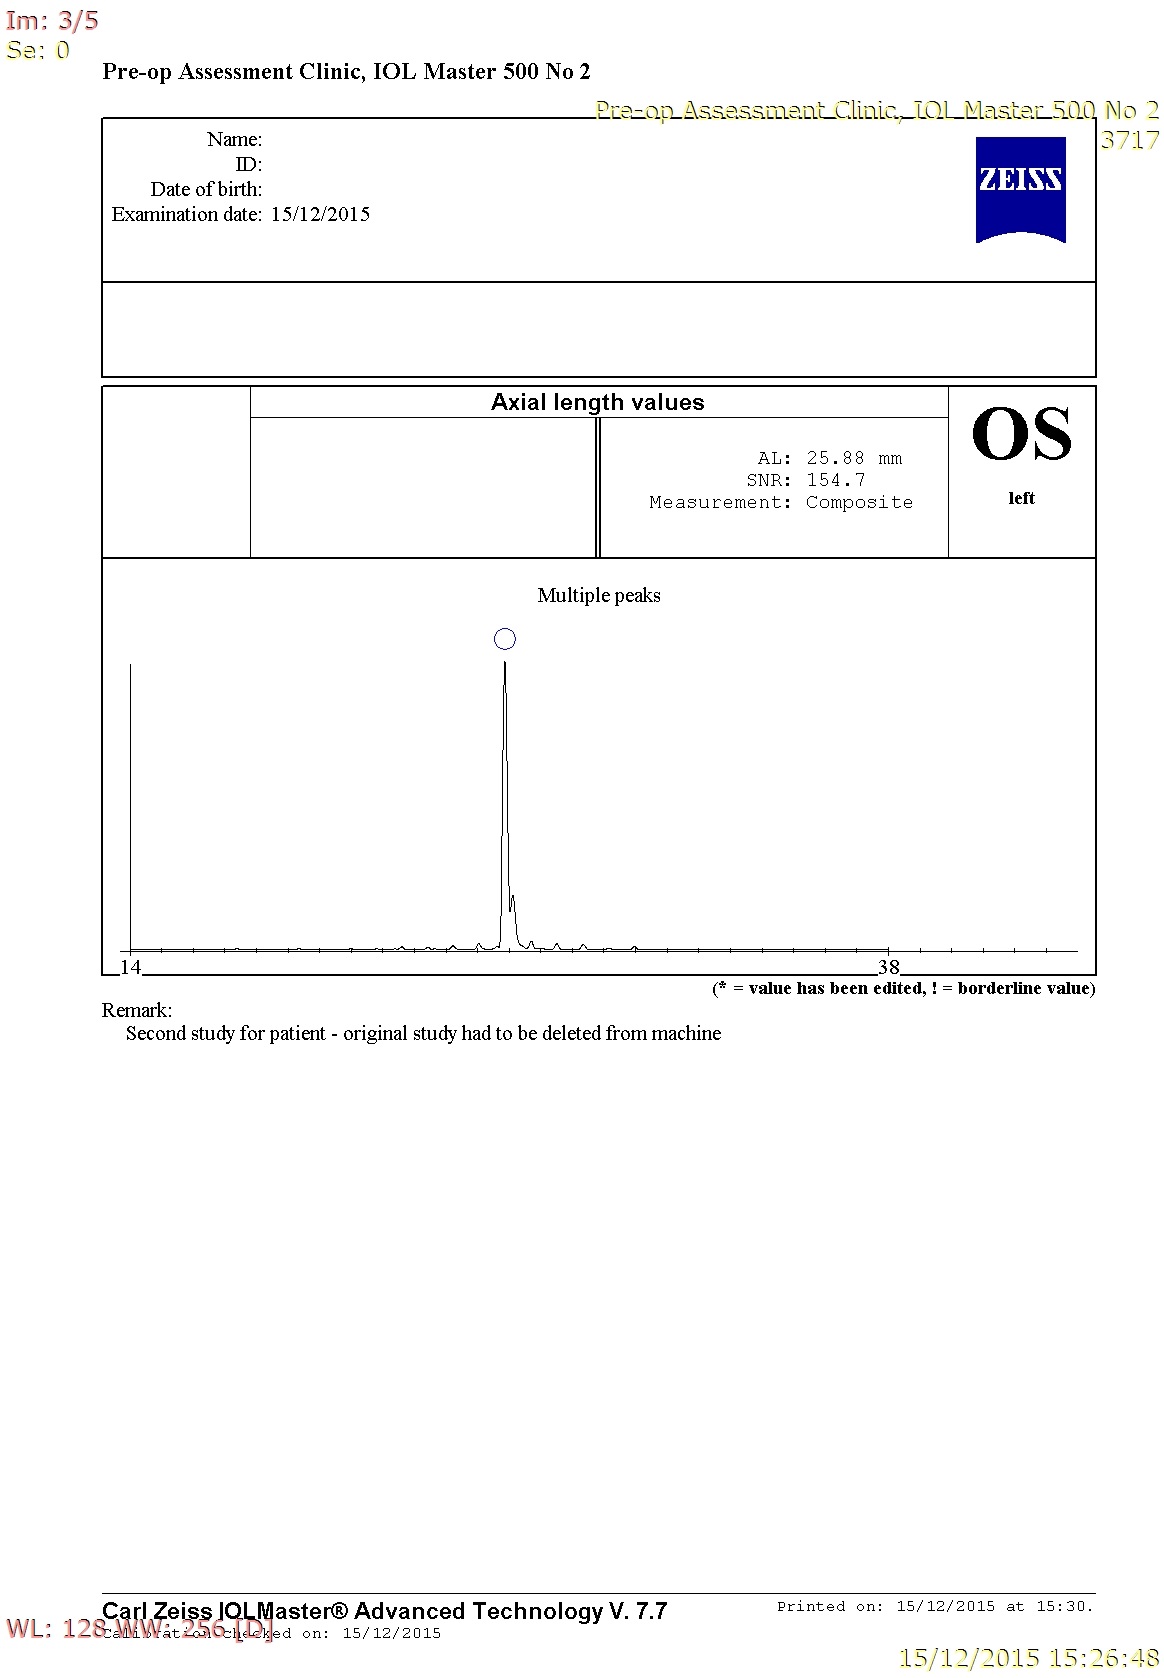 Im: 3/5
Se: 0
Pre-op Assessment Clinic, IOL Master 500 No 2
Pre-op Assessment Clinic, IOL Master 500 No 2
3717
Name:
ID:
Date of birth:
Examination date: 15/12/2015
ZEISS
Axial length values
OS
left
AL: 25.88 mm
SNR: 154.7
Measurement: Composite
Multiple peaks
14 38
(* = value has been edited, ! = borderline value)
Remark:
Second study for patient - original study had to be deleted from machine
Carl Zeiss IOLMaster® Advanced Technology V. 7.7
Printed on: 15/12/2015 at 15:30.
WL: 128 WW: 256 [D]
Calibration checked on: 15/12/2015
15/12/2015 15:26:48